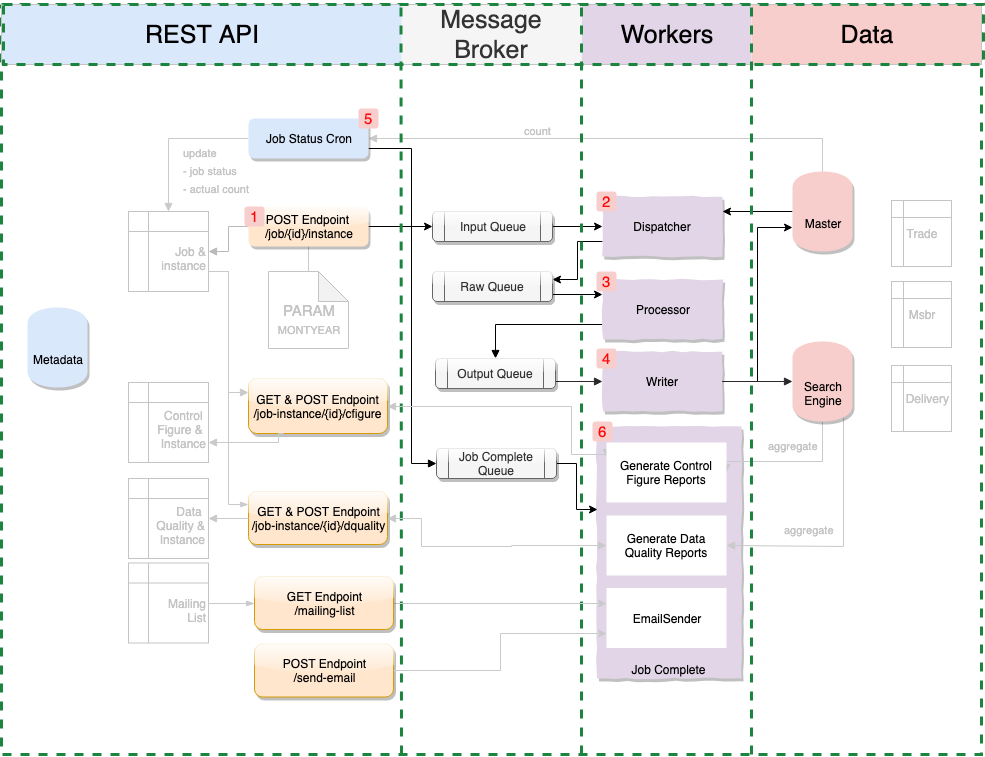 REST API
Message
Broker
Workers
Data
5
Job Status Cron
count
update
- job status
- actual count
1
POST Endpoint
/job/{id}/instance
Input Queue
2
Dispatcher
Master
Trade
Job &
instance
Raw Queue
3
Processor
PARAM
MONTYEAR
Msbr
Metadata
Output Queue
4
Writer
Search
Engine
Delivery
GET & POST Endpoint
/job-instance/{id}/cfigure
Control
Figure &
Instance
6
aggregate
Job Complete
Queue
Generate Control
Figure Reports
GET & POST Endpoint
/job-instance/{id}/dquality
Data
Quality &
Instance
aggregate
Generate Data
Quality Reports
Mailing
List
GET Endpoint
/mailing-list
EmailSender
POST Endpoint
/send-email
Job Complete